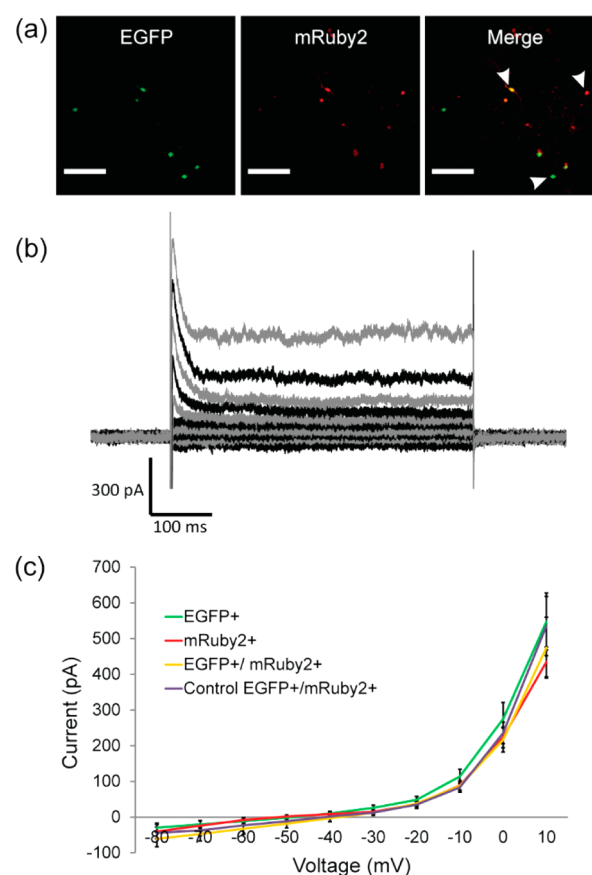 (a)
EGFP
mRuby2
Merge
(b)
300 pA
100 ms
(c)
700
600
500
400
300
200
100
0
-100
Current (pA)
EGFP+
mRuby2+
EGFP+/ mRuby2+
Control EGFP+/mRuby2+
-80 -70 -60 -50 -40 -30 -20 -10 0 10
Voltage (mV)